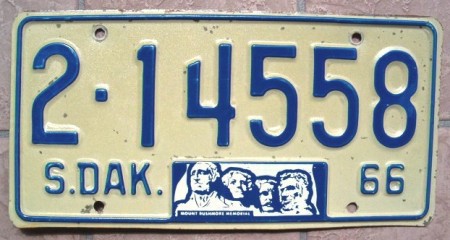 2·14558
S.DAK.
MOUNT RUSHMORE MEMORIAL
66